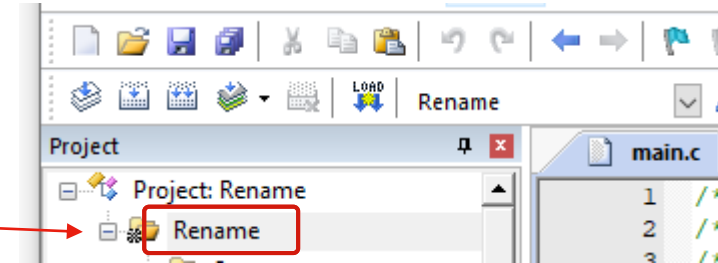 LOAD
Rename
Project
main.c
Project: Rename
1 /*
Rename
2 /*
3 /*